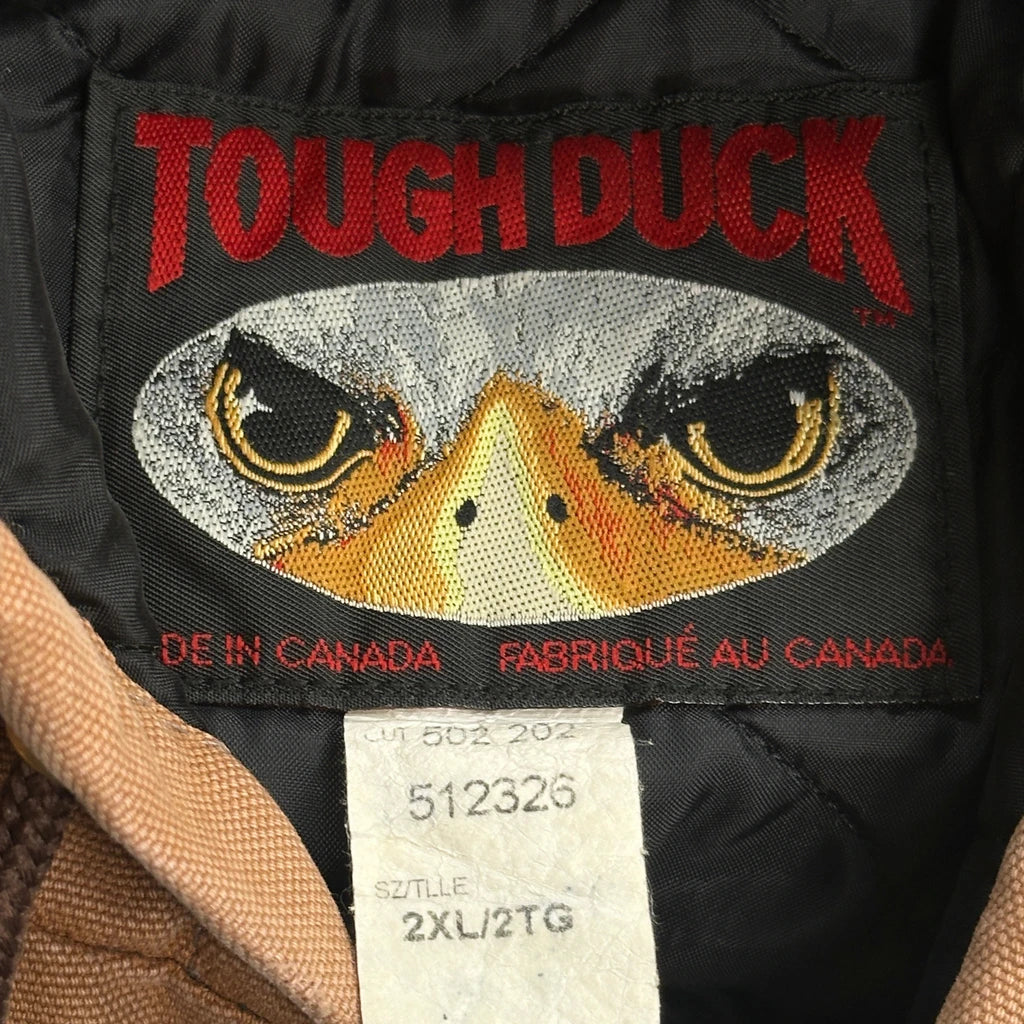 TOUGH DUCK
TM
DE IN CANADA FABRIQUÉ AU CANADA
CUT 502 202
512326
SZ/TLLE
2XL/2TG